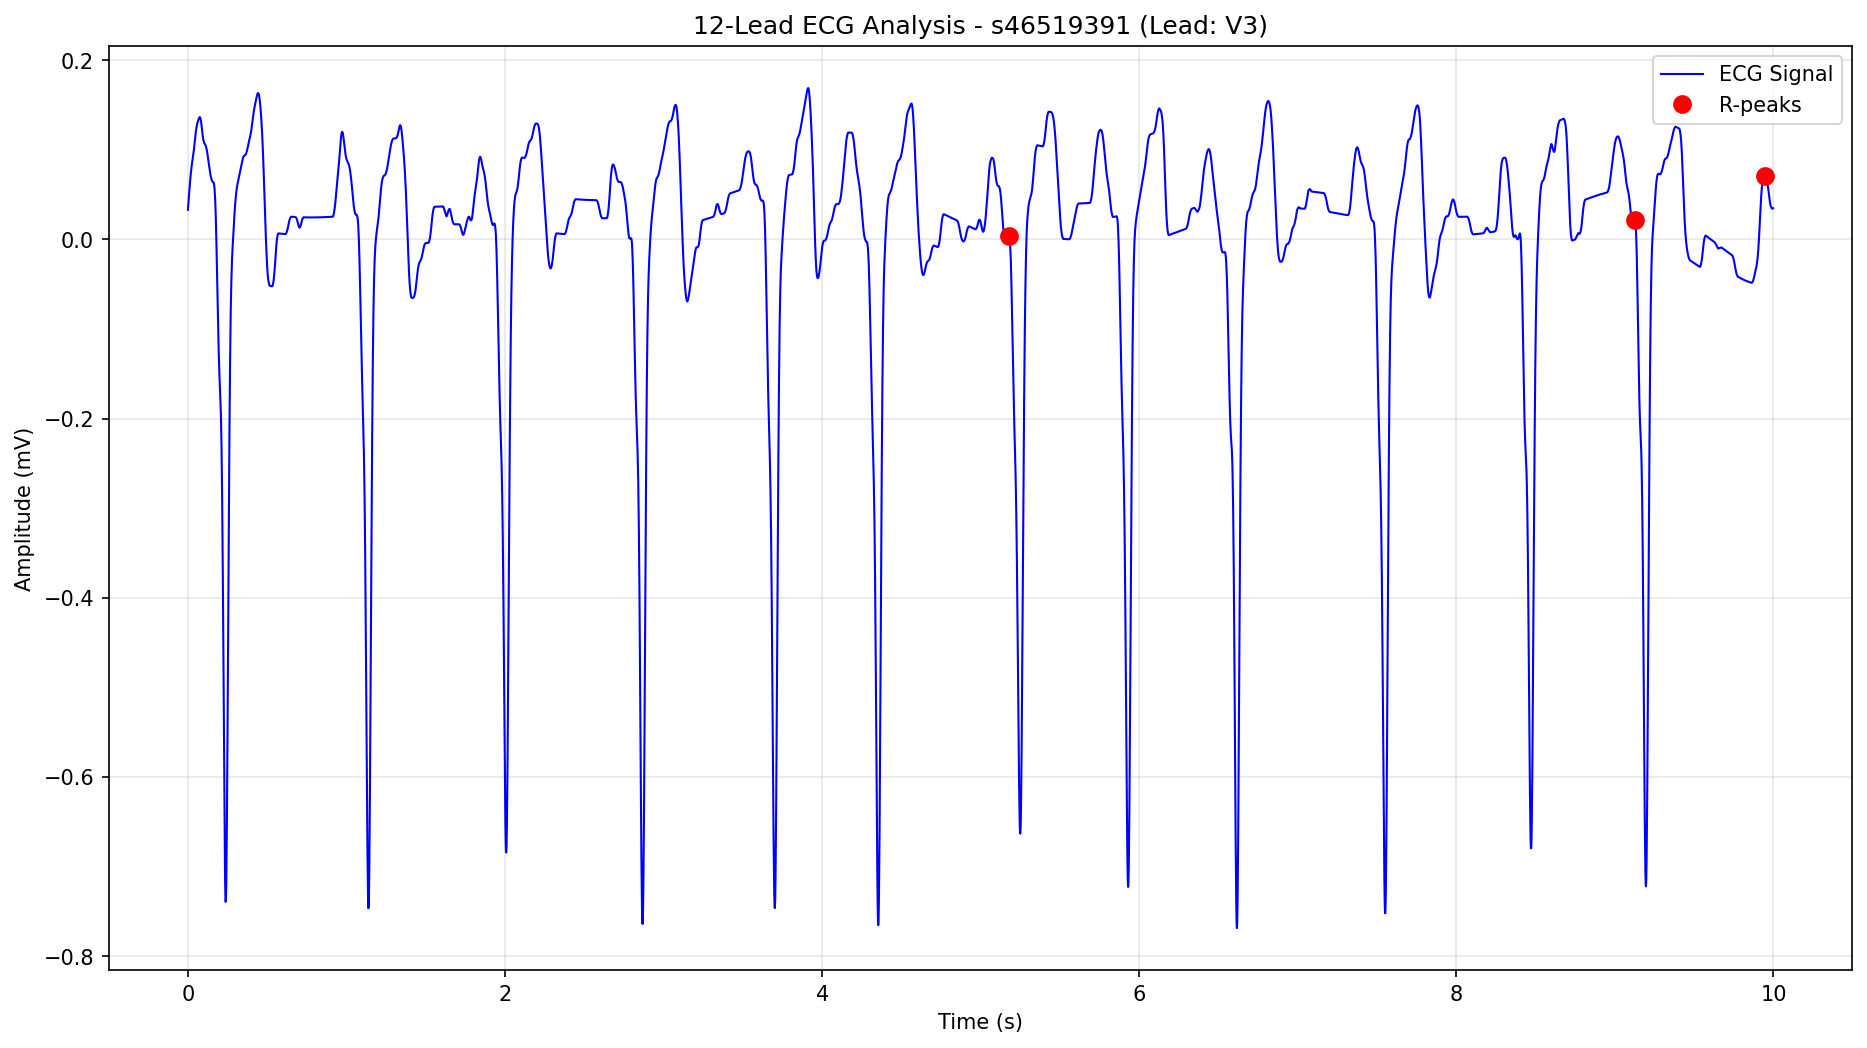 12-Lead ECG Analysis - s46519391 (Lead: V3)
ECG Signal
R-peaks
0.2
0.0
−0.2
−0.4
−0.6
−0.8
Amplitude (mV)
0 2 4 6 8 10
Time (s)